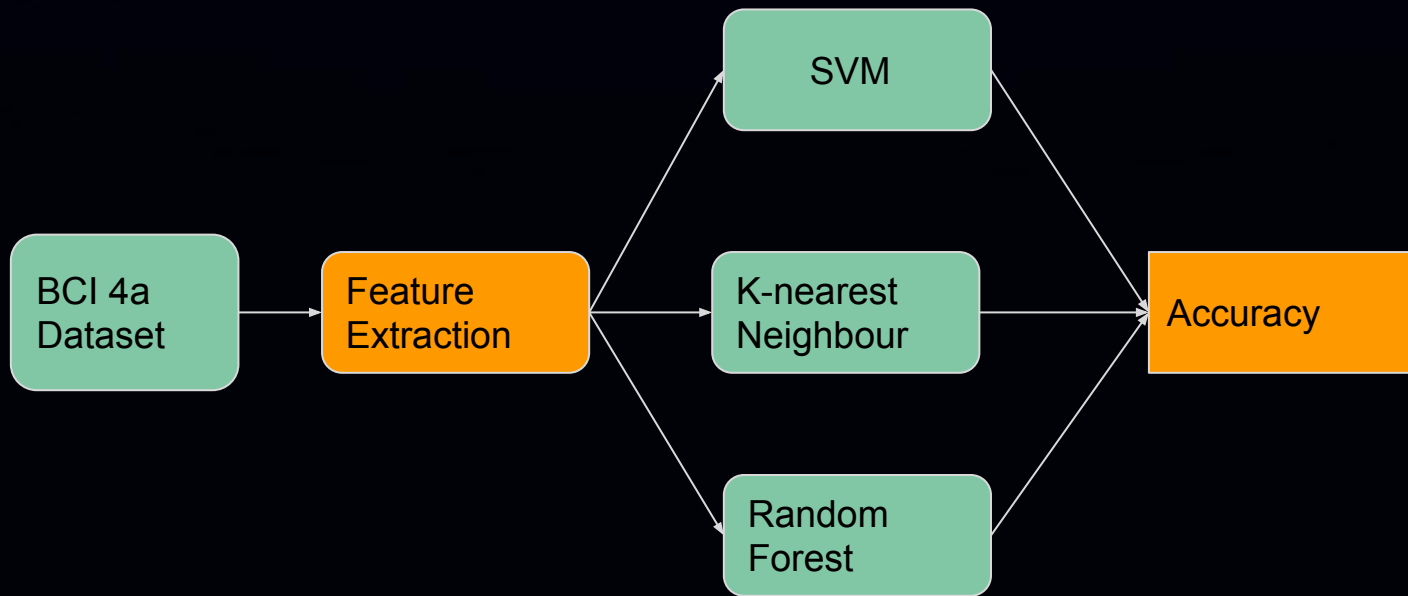 SVM
BCI 4a
Dataset
Feature
Extraction
K-nearest
Neighbour
Accuracy
Random
Forest